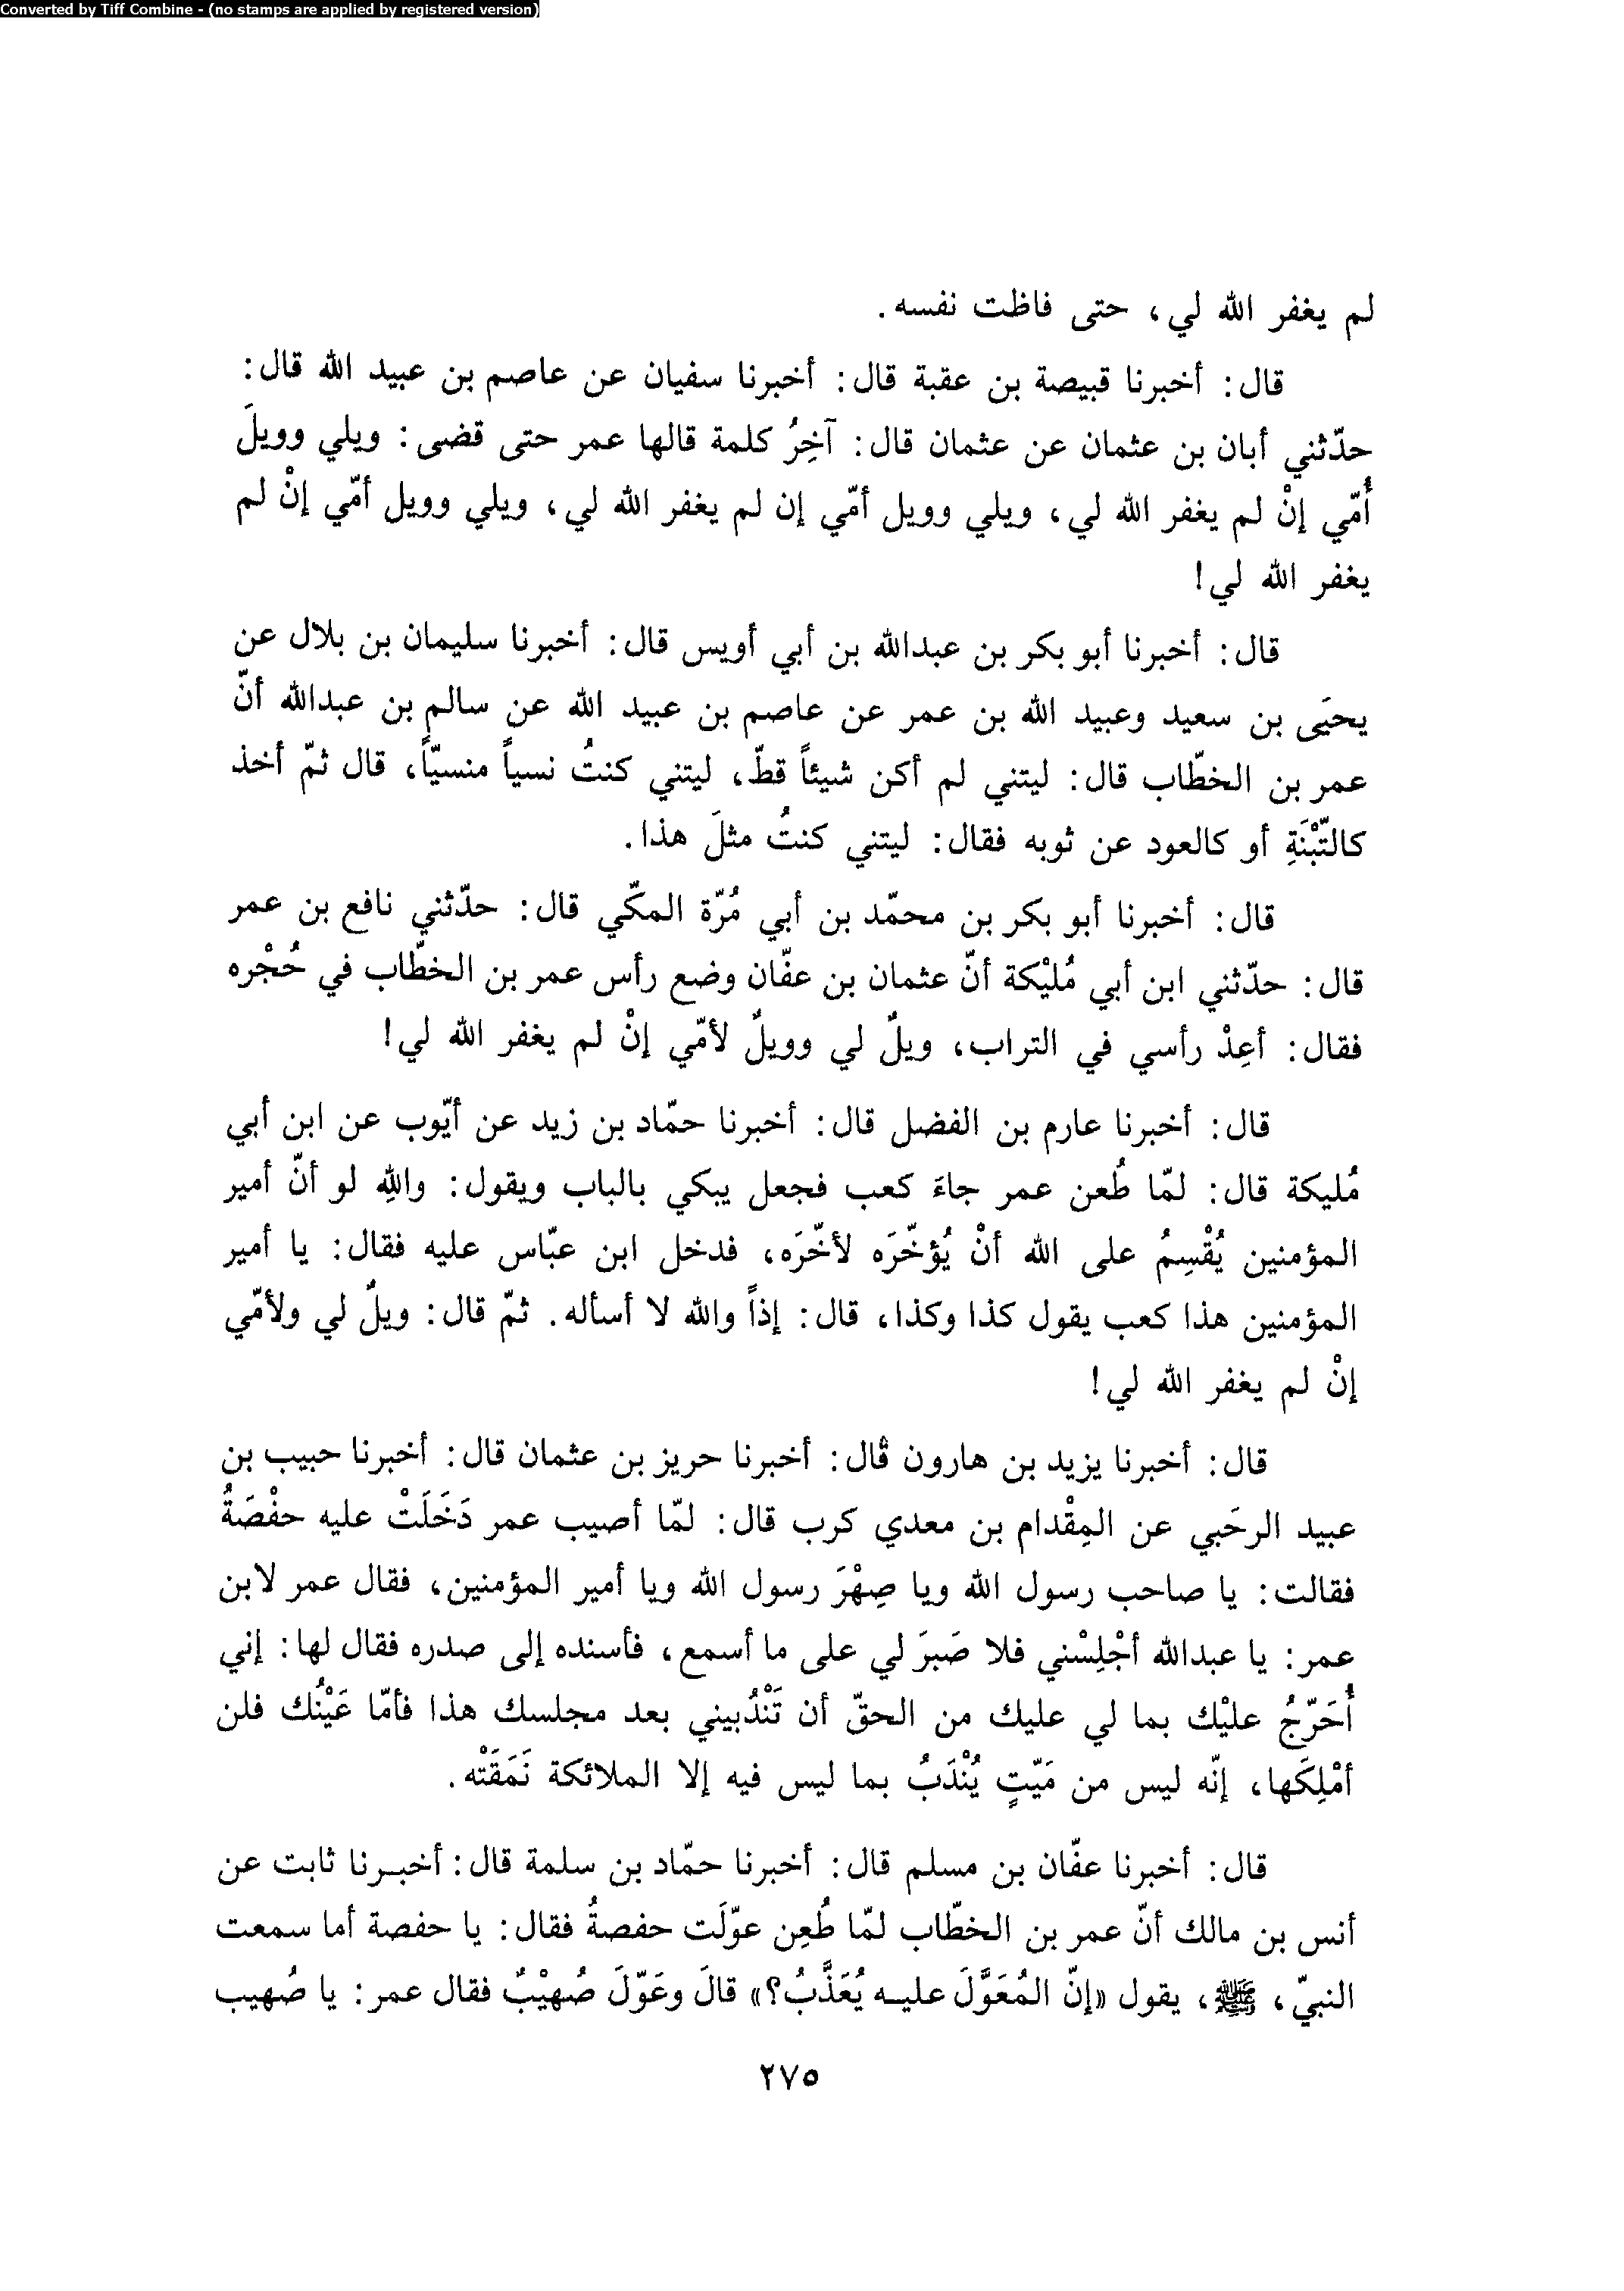 Converted by Tiff Combine - (no stamps are applied by registered version)
لم يغفر الله لي، حتى فاظت نفسه.
قال: أخبرنا قبيصة بن عقبة قال: أخبرنا سفيان عن عاصم بن عبيد الله قال:
حدّثني أبان بن عثمان عن عثمان قال: آخِرُ كلمة قالها عمر حتى قضى: ويلي وويلَ
أُمّي إنْ لم يغفر الله لي، ويلي وويل أمّي إن لم يغفر الله لي، ويلي وويل أمّي إنْ لم
يغفر الله لي!
قال: أخبرنا أبو بكر بن عبدالله بن أبي أويس قال: أخبرنا سليمان بن بلال عن
يحيَى بن سعيد وعبيد الله بن عمر عن عاصم بن عبيد الله عن سالم بن عبدالله أنّ
عمر بن الخطّاب قال: ليتني لم أكن شيئاً قطّ، ليتني كنتُ نسياً منسيّاً، قال ثمّ أخذ
كالتّبْنَةِ أو كالعود عن ثوبه فقال: ليتني كنتُ مثلَ هذا.
قال: أخبرنا أبو بكر بن محمّد بن أبي مُرّة المكّي قال: حدّثني نافع بن عمر
قال: حدّثني ابن أبي مُليْكة أنّ عثمان بن عفّان وضع رأس عمر بن الخطّاب في حُجْره
فقال: أعِدْ رأسي في التراب، ويلٌ لي وويلٌ لأمّي إنْ لم يغفر الله لي!
قال: أخبرنا عارم بن الفضل قال: أخبرنا حمّاد بن زيد عن أيّوب عن ابن أبي
مُليكة قال: لمّا طُعن عمر جاءَ كعب فجعل يبكي بالباب ويقول: واللهِ لو أنّ أمير
المؤمنين يُقْسِمُ على الله أنْ يُؤخّرَه لأخّرَه، فدخل ابن عبّاس عليه فقال: يا أمير
المؤمنين هذا كعب يقول كذا وكذا، قال: إذاً والله لا أسأله. ثمّ قال: ويلٌ لي ولأمّي
إنْ لم يغفر الله لي!
قال: أخبرنا يزيد بن هارون قال: أخبرنا حريز بن عثمان قال: أخبرنا حبيب بن
عبيد الرحَبي عن المِقْدام بن معدي كرب قال: لمّا أصيب عمر دَخَلَتْ عليه حفْصَةُ
فقالت: يا صاحب رسول الله ويا صِهْرَ رسول الله ويا أمير المؤمنين، فقال عمر لابن
عمر: يا عبدالله أجْلِسْني فلا صَبرَ لي على ما أسمع، فأسنده إلى صدره فقال لها: إني
أُحَرّجُ عليْك بما لي عليك من الحقّ أن تَنْدُبيني بعد مجلسك هذا فأمّا عَيْنُك فلن
أمْلِكَها، إنّه ليس من مَيّتٍ يُنْدَبُ بما ليس فيه إلا الملائكة نَمَقَتْه.
قال: أخبرنا عفّان بن مسلم قال: أخبرنا حمّاد بن سلمة قال: أخبرنا ثابت عن
أنس بن مالك أنّ عمر بن الخطّاب لمّا طُعِن عوّلَت حفصةُ فقال: يا حفصة أما سمعت
النبيّ، ﷺ، يقول «إنّ المُعَوَّلَ عليه يُعَذَّبُ؟» قالَ وعَوّلَ صُهيْبٌ فقال عمر: يا صُهيب
٢٧٥